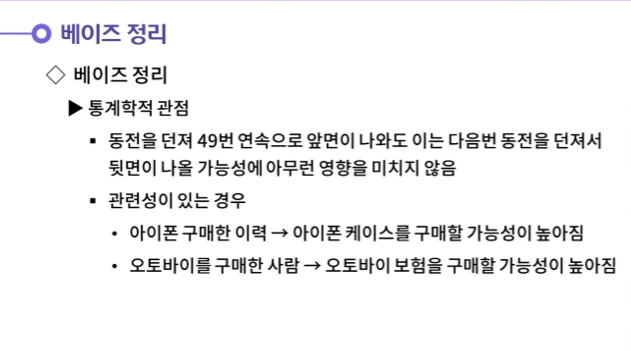 베이즈 정리
◇ 베이즈 정리
▶ 통계학적 관점
▪ 동전을 던져 49번 연속으로 앞면이 나와도 이는 다음번 동전을 던져서
뒷면이 나올 가능성에 아무런 영향을 미치지 않음
▪ 관련성이 있는 경우
• 아이폰 구매한 이력 → 아이폰 케이스를 구매할 가능성이 높아짐
• 오토바이를 구매한 사람 → 오토바이 보험을 구매할 가능성이 높아짐